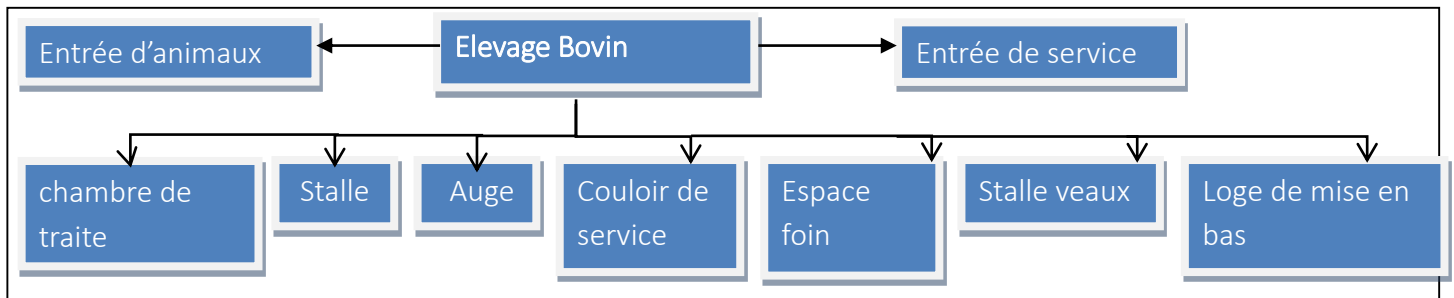 Entrée d’animaux
Elevage Bovin
Entrée de service
chambre de
traite
Stalle
Auge
Couloir de
service
Espace
foin
Stalle veaux
Loge de mise en
bas